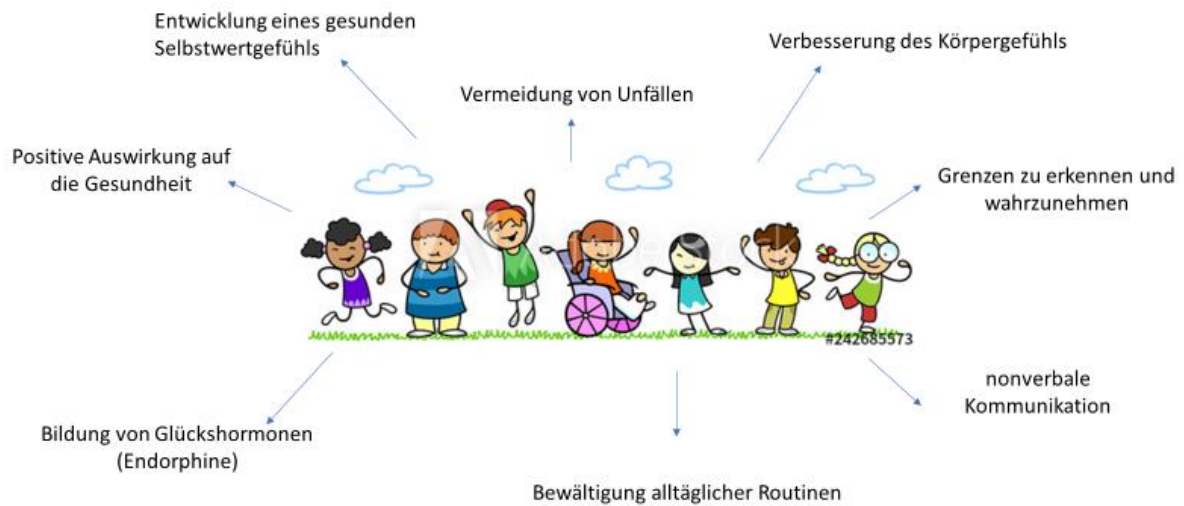 Entwicklung eines gesunden
Selbstwertgefühls
Verbesserung des Körpergefühls
Vermeidung von Unfällen
Positive Auswirkung auf
die Gesundheit
Grenzen zu erkennen und
wahrzunehmen
#242685573
nonverbale
Kommunikation
Bildung von Glückshormonen
(Endorphine)
Bewältigung alltäglicher Routinen